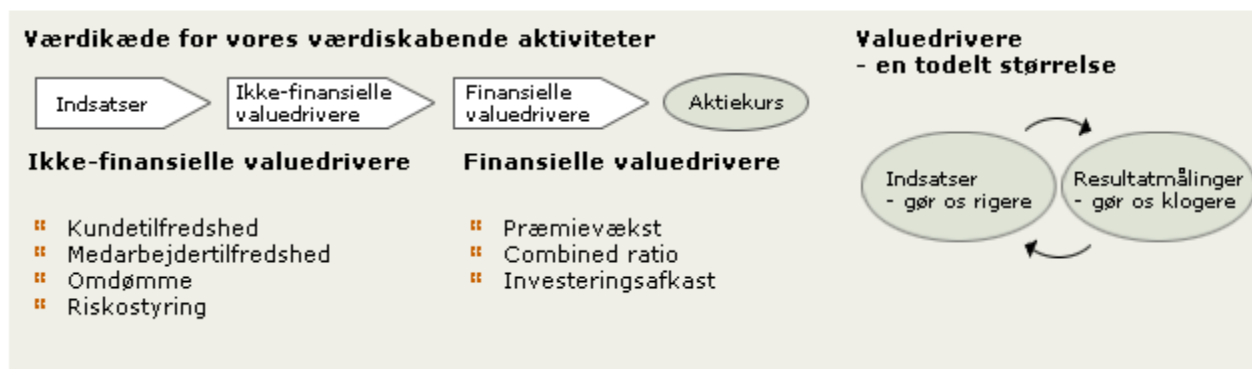 Værdikæde for vores værdiskabende aktiviteter
Indsatser
Ikke-finansielle
valuedrivere
Finansielle
valuedrivere
Aktiekurs
Ikke-finansielle valuedrivere
Kundetilfredshed
Medarbejdertilfredshed
Omdømme
Riskostyring
Finansielle valuedrivere
Præmievækst
Combined ratio
Investeringsafkast
Valuedrivere
- en todelt størrelse
Indsatser
- gør os rigere
Resultatmålinger
- gør os klogere